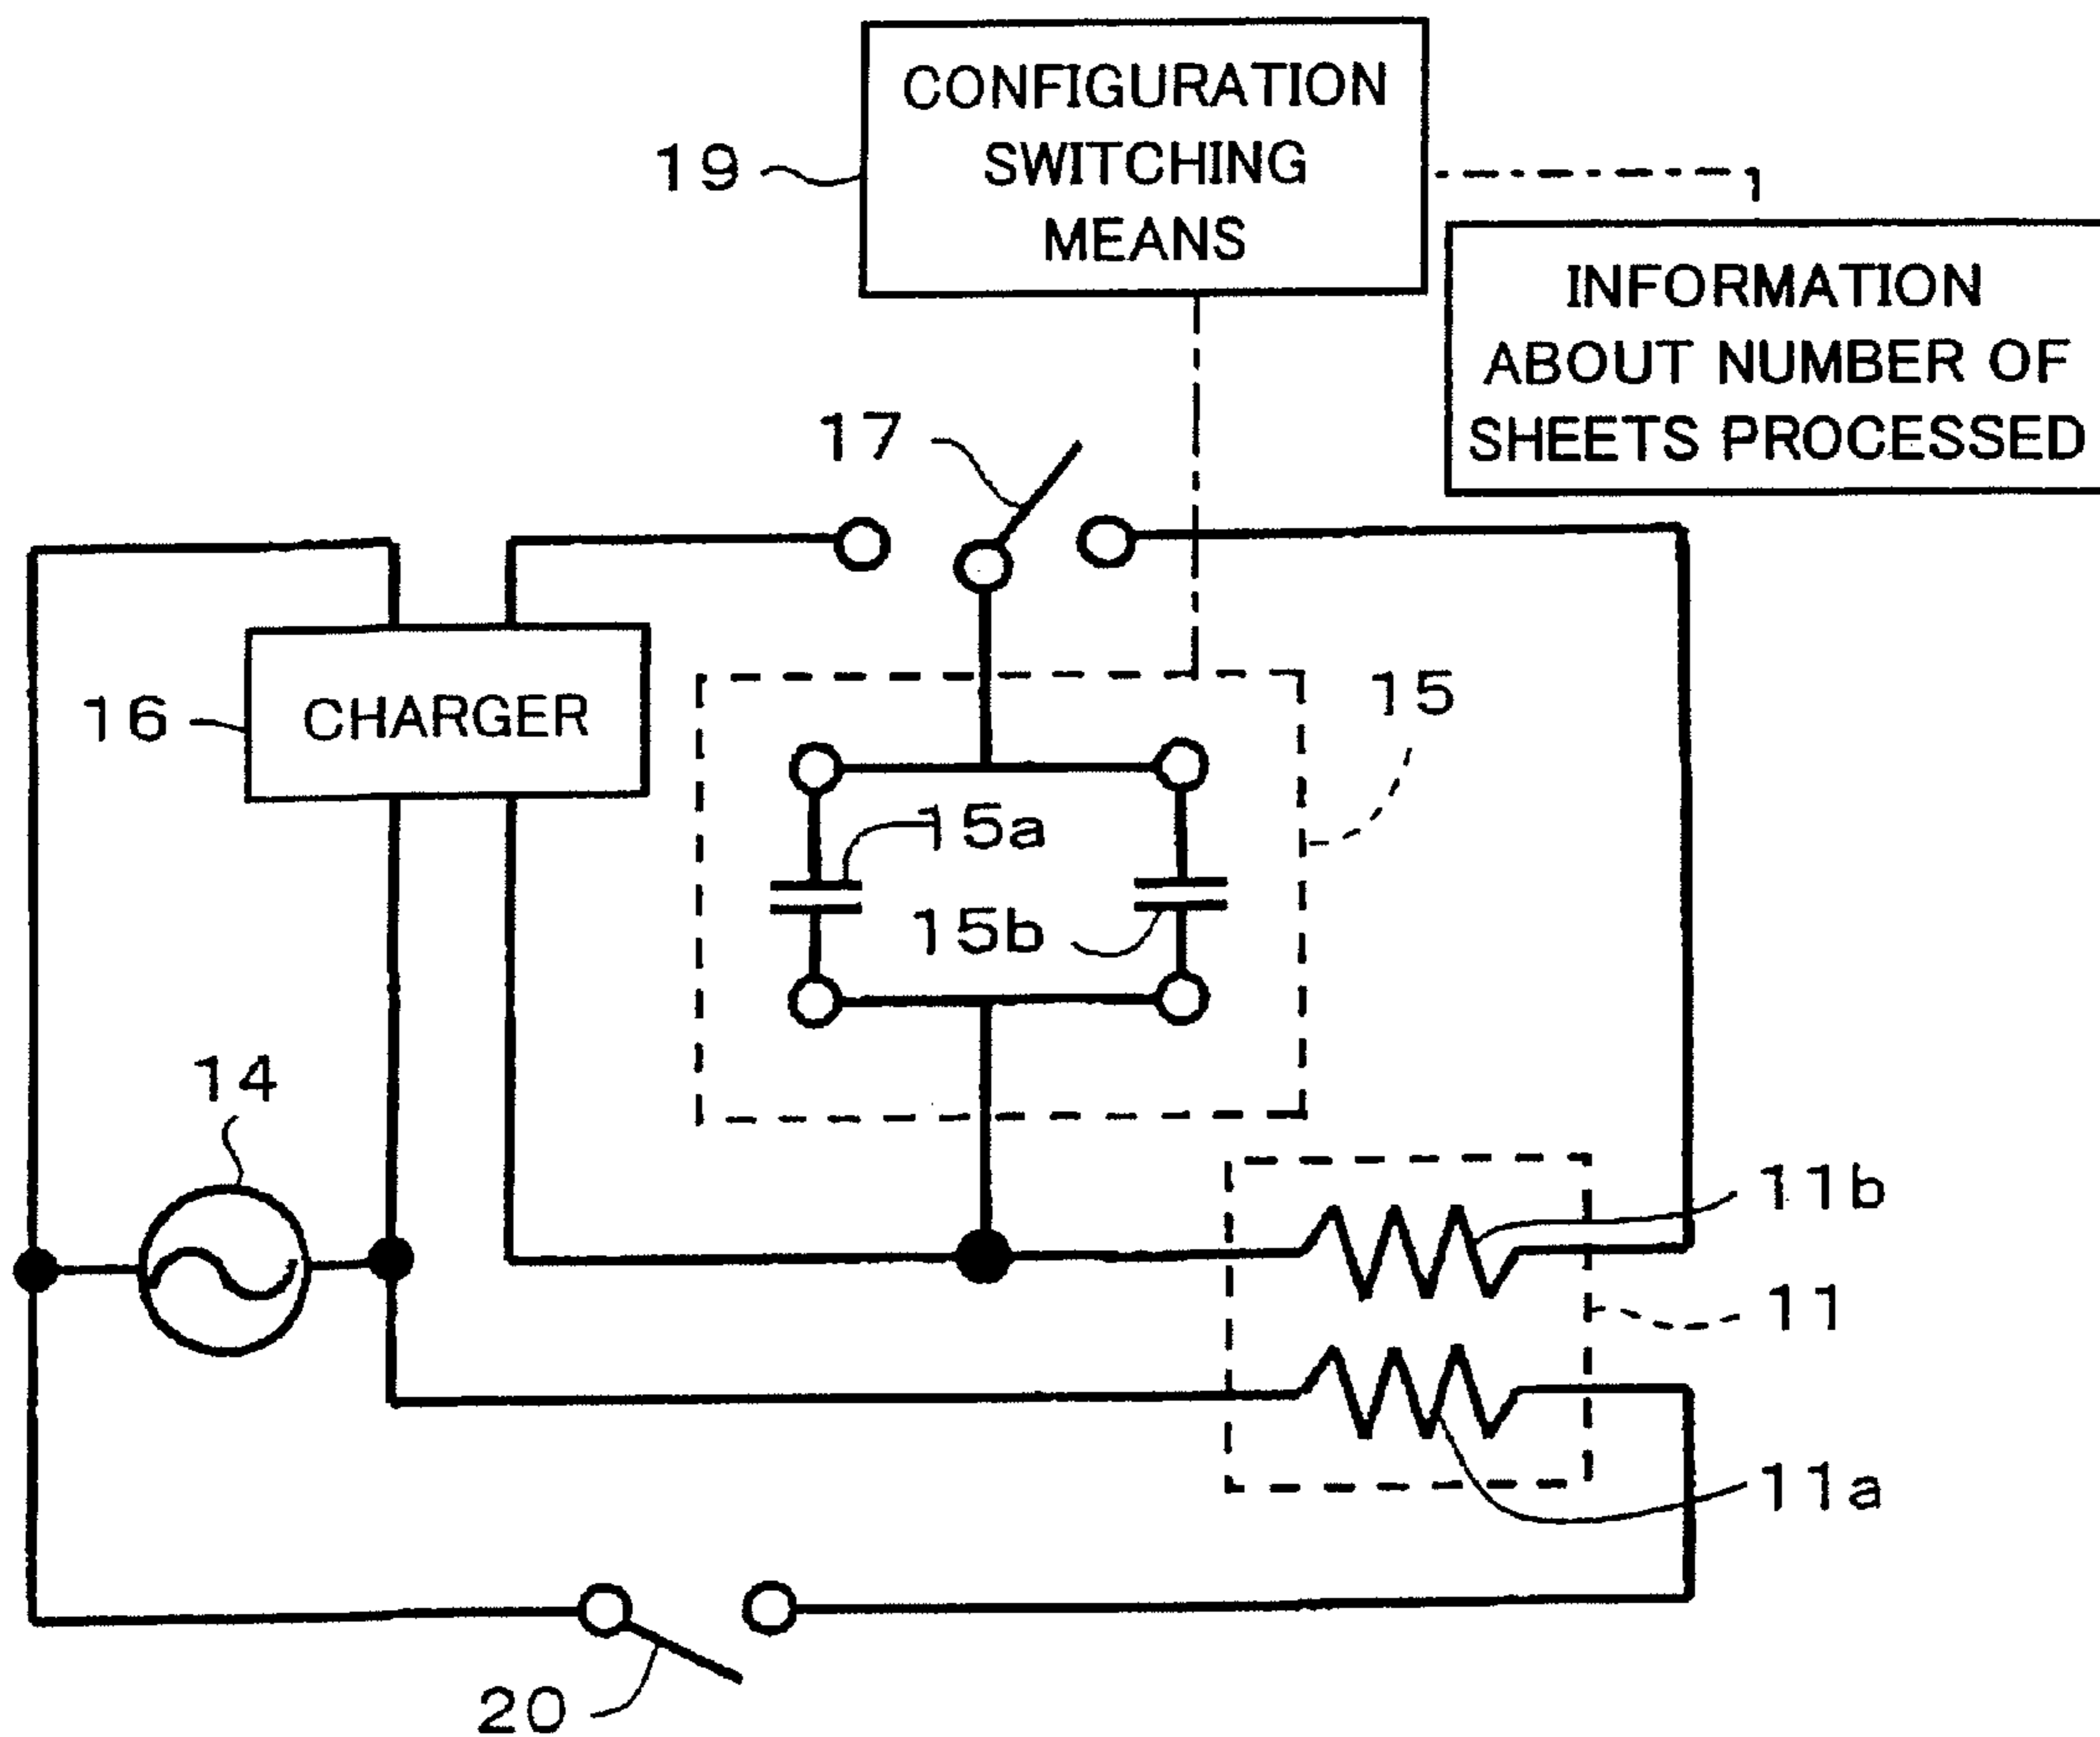 CONFIGURATION
SWITCHING
MEANS
19
INFORMATION
ABOUT NUMBER OF
SHEETS PROCESSED
17
16
CHARGER
15
15a
15b
14
11b
11
11a
20